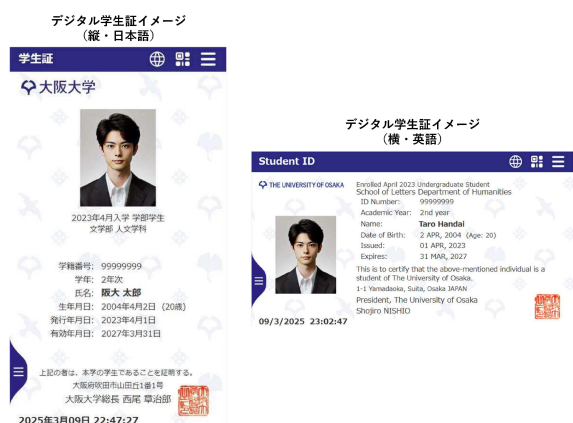 デジタル学生証イメージ
（縦・日本語）
学生証
大阪大学
2023年4月入学 学部学生
文学部 人文学科
学籍番号: 99999999
学年: 2年次
氏名: 阪大 太郎
生年月日: 2004年4月2日 (20歳)
発行年月日: 2023年4月1日
有効年月日: 2027年3月31日
上記の者は、本学の学生であることを証明する。
大阪府吹田市山田丘1番1号
大阪大学総長 西尾 章治郎
2025年3月09日 22:47:27
デジタル学生証イメージ
（横・英語）
Student ID
THE UNIVERSITY OF OSAKA
Enrolled April 2023 Undergraduate Student
School of Letters Department of Humanities
ID Number: 99999999
Academic Year: 2nd year
Name: Taro Handai
Date of Birth: 2 APR, 2004 (Age: 20)
Issued: 01 APR, 2023
Expires: 31 MAR, 2027
This is to certify that the above-mentioned individual is a
student of The University of Osaka.
1-1 Yamadaoka, Suita, Osaka JAPAN
President, The University of Osaka
Shojiro NISHIO
09/3/2025 23:02:47